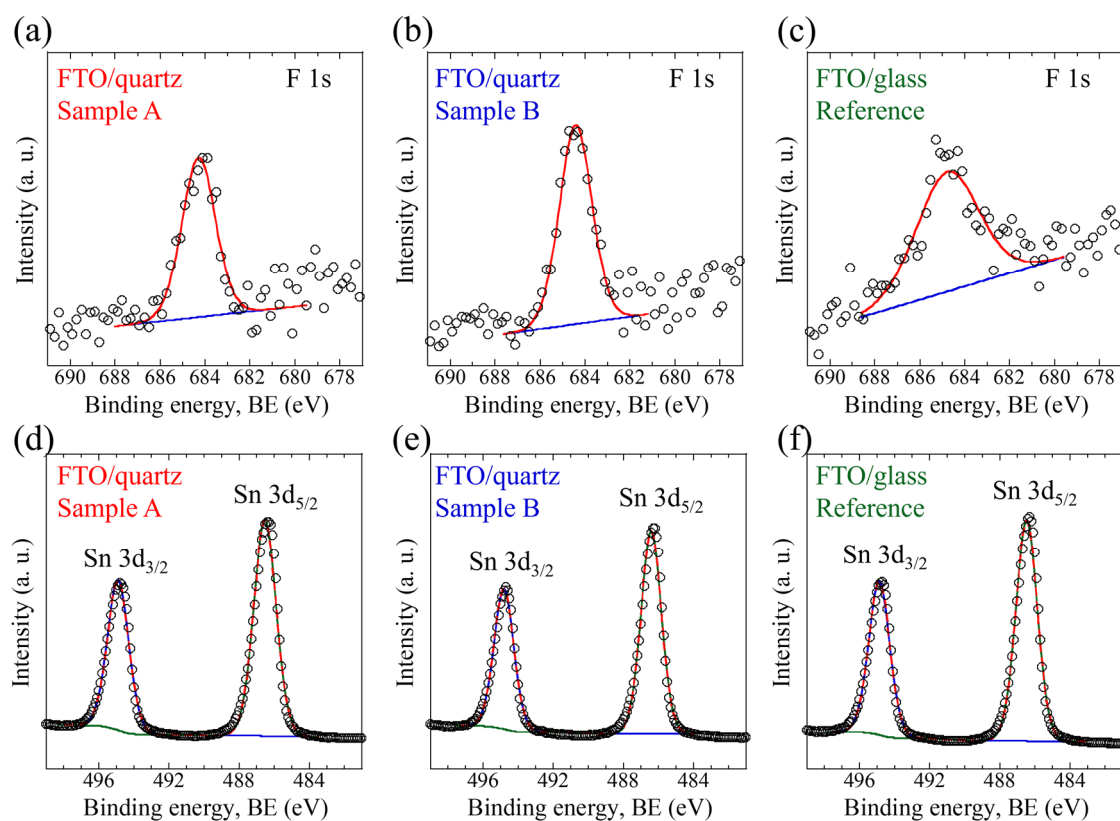 (a)
FTO/quartz
Sample A
F 1s
Intensity (a. u.)
690 688 686 684 682 680 678
Binding energy, BE (eV)
(b)
FTO/quartz
Sample B
F 1s
Intensity (a. u.)
690 688 686 684 682 680 678
Binding energy, BE (eV)
(c)
FTO/glass
Reference
F 1s
Intensity (a. u.)
690 688 686 684 682 680 678
Binding energy, BE (eV)
(d)
FTO/quartz
Sample A
Sn 3d5/2
Sn 3d3/2
Intensity (a. u.)
496 492 488 484
Binding energy, BE (eV)
(e)
FTO/quartz
Sample B
Sn 3d5/2
Sn 3d3/2
Intensity (a. u.)
496 492 488 484
Binding energy, BE (eV)
(f)
FTO/glass
Reference
Sn 3d5/2
Sn 3d3/2
Intensity (a. u.)
496 492 488 484
Binding energy, BE (eV)